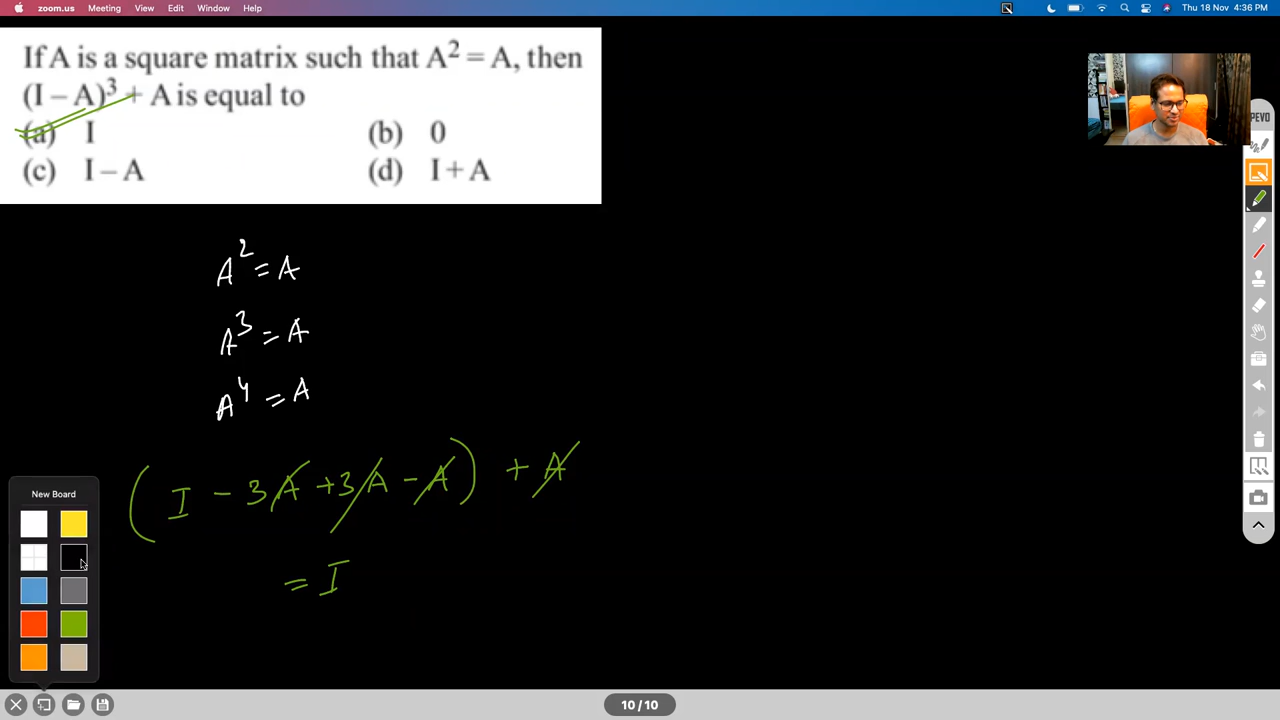 zoom.us Meeting View Edit Window Help Thu 18 Nov 4:36 PM
If A is a square matrix such that A² = A, then
(I – A)³ + A is equal to
(a) I (b) 0
(c) I – A (d) I + A
A² = A
A³ = A
A⁴ = A
(I - 3A + 3A - A) + A
= I
New Board
10 / 10